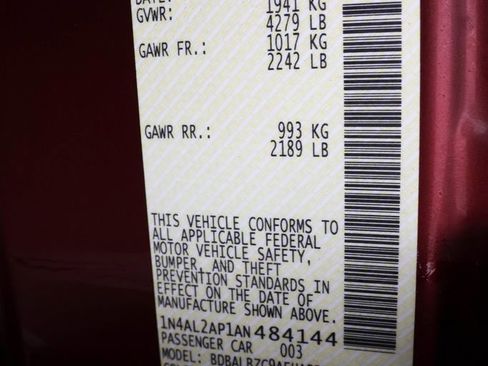 1941 KG
GVWR: 4279 LB
GAWR FR.: 1017 KG
2242 LB
GAWR RR.: 993 KG
2189 LB
THIS VEHICLE CONFORMS TO
ALL APPLICABLE FEDERAL
MOTOR VEHICLE SAFETY,
BUMPER, AND THEFT
PREVENTION STANDARDS IN
EFFECT ON THE DATE OF
MANUFACTURE SHOWN ABOVE.
1N4AL2AP1AN484144
PASSENGER CAR 003
MODEL: